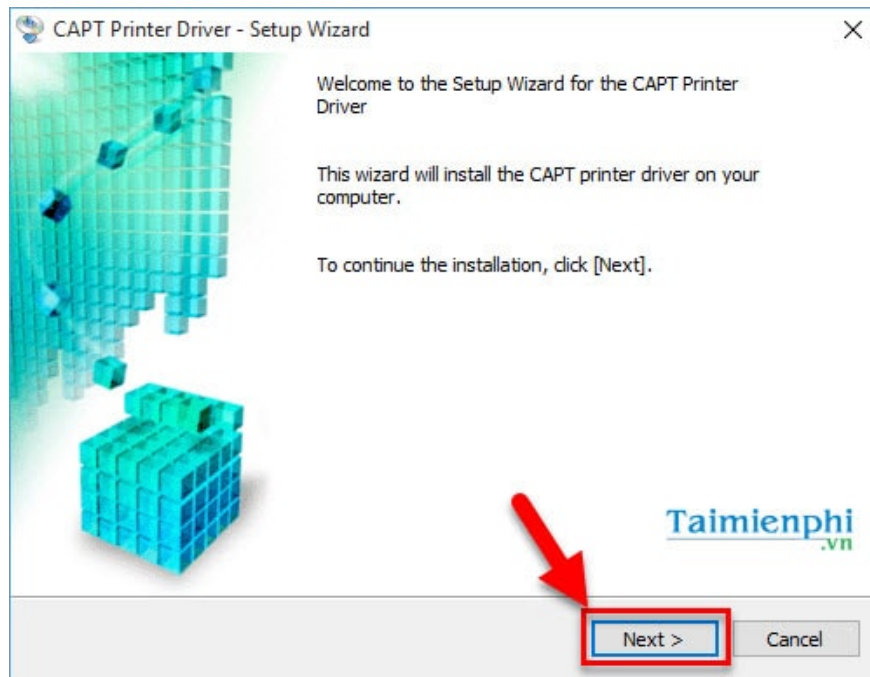 CAPT Printer Driver - Setup Wizard
Welcome to the Setup Wizard for the CAPT Printer
Driver
This wizard will install the CAPT printer driver on your
computer.
To continue the installation, click [Next].
Taimienphi
.vn
Next >
Cancel